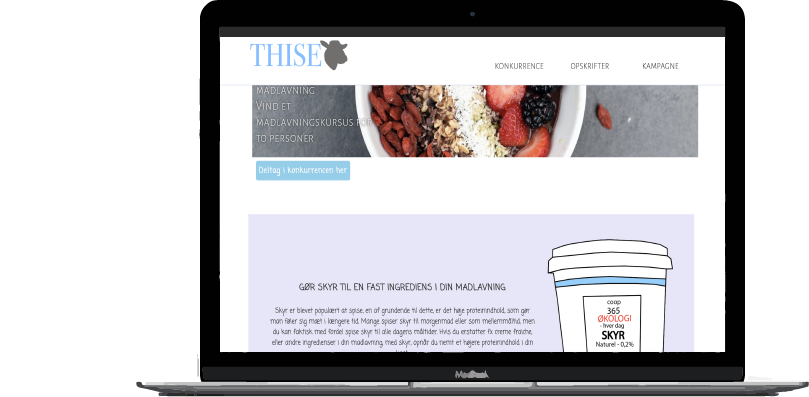 THISE
KONKURRENCE OPSKRIFTER KAMPAGNE
MADLAVNING
VIND ET
MADLAVNINGSKURSUS FOR
TO PERSONER
Deltag i konkurrencen her
GØR SKYR TIL EN FAST INGREDIENS I DIN MADLAVNING
Skyr er blevet populært at spise, en af grundende til dette, er det høje proteinindhold, som gør
man føler sig mæt i længere tid. Mange spiser skyr til morgenmad eller som mellemmåltid, men
du kan faktisk med fordel spise skyr til alle dagens måltider. Hvis du erstatter fx creme fraiche,
eller andre ingredienser i din madlavning, med skyr, opnår du nemt et højere proteinindhold i din
coop
365
ØKOLOGI
- hver dag
SKYR
Naturel - 0,2%